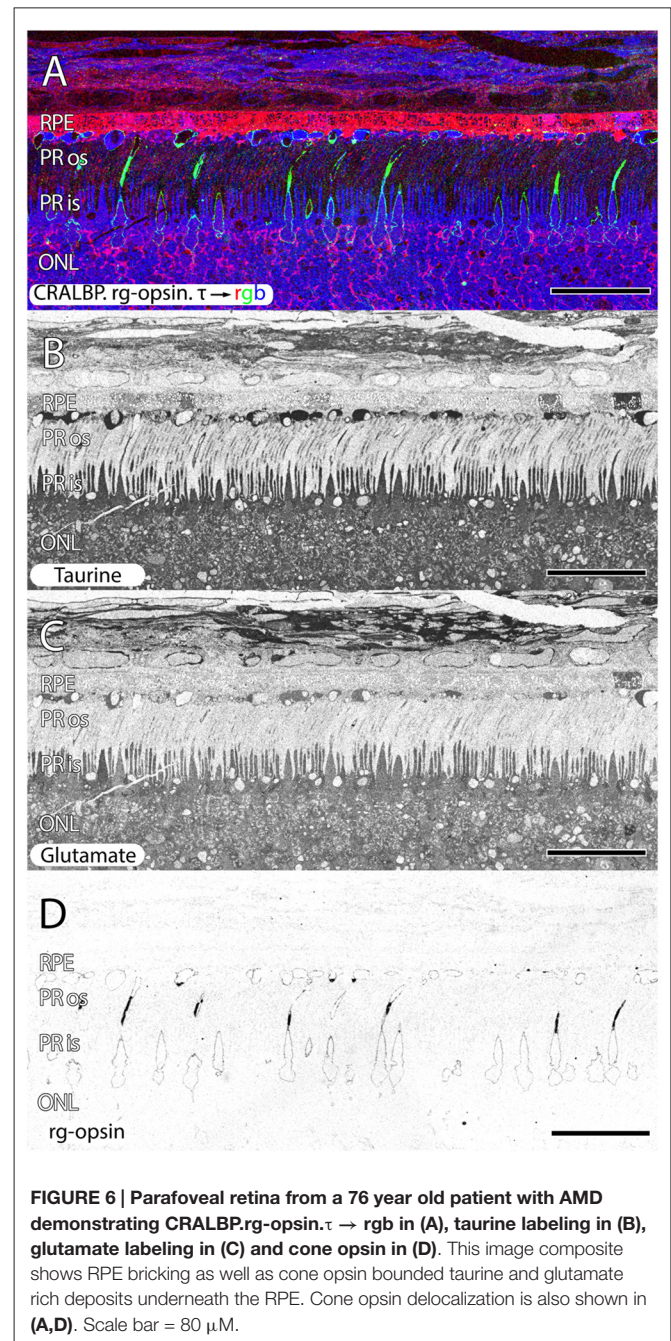 A
RPE
PR os
PR is
ONL
CRALBP. rg-opsin. τ → rgb
B
RPE
PR os
PR is
ONL
Taurine
C
RPE
PR os
PR is
ONL
Glutamate
D
RPE
PR os
PR is
ONL
rg-opsin
FIGURE 6 | Parafoveal retina from a 76 year old patient with AMD
demonstrating CRALBP.rg-opsin.τ → rgb in (A), taurine labeling in (B),
glutamate labeling in (C) and cone opsin in (D). This image composite
shows RPE bricking as well as cone opsin bounded taurine and glutamate
rich deposits underneath the RPE. Cone opsin delocalization is also shown in
(A,D). Scale bar = 80 μM.